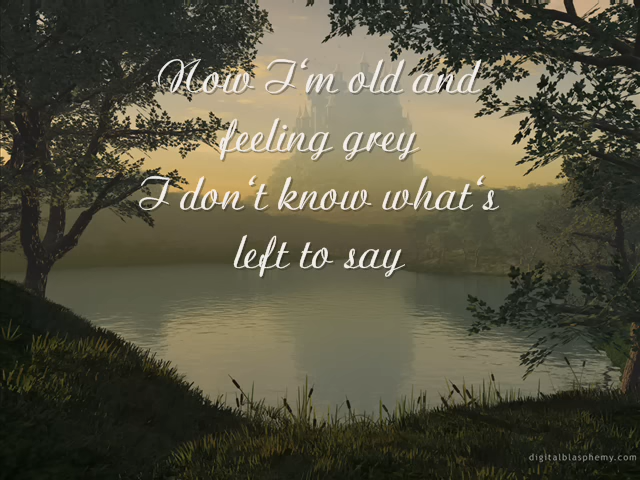 Now I'm old and
feeling grey
I don't know what's
left to say
digitalblasphemy.com